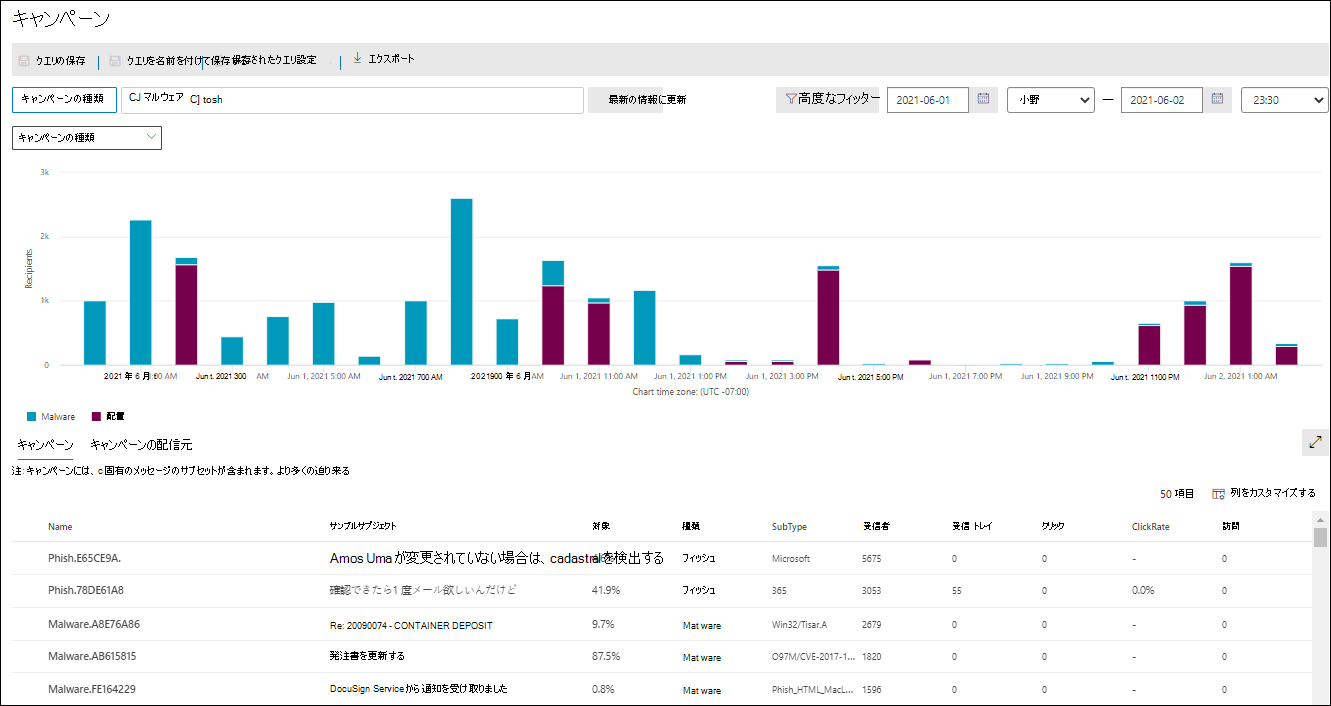 キャンペーン
クエリの保存 クエリを名前を付けて保存 保存されたクエリ設定 エクスポート
キャンペーンの種類 CJ マルウェア C] tosh 最新の情報に更新 高度なフィッター 2021-06-01 小野 — 2021-06-02 23:30
キャンペーンの種類
3k
2k
1k
0
Recipients
2021 年 6 月 :00 AM Jun t. 2021 300 AM Jun 1, 2021 5:00 AM Jun t. 2021 700 AM 2021900 年 6 月AM Jun 1, 2021 11:00 AM Jun 1, 2021 1:00 PM Jun 1, 2021 3:00 PM Jun t. 2021 5:00 PM Jun 1, 2021 7:00 PM Jun 1, 2021 9:00 PM Jun t. 2021 1100 PM Jun 2, 2021 1:00 AM
Chart time zone: (UTC -07:00)
Malware 配置
キャンペーン キャンペーンの配信元
注: キャンペーンには、c 固有のメッセージのサブセットが含まれます。より多くの迫り来る
50 項目 列をカスタマイズする
Name サンプルサブジェクト 対象 種類 SubType 受信者 受信 トレイ クリック ClickRate 訪問
Phish.E65CE9A. Amos Uma が変更されていない場合は、cadastralを検出する フィッシュ Microsoft 5675 0 0 - 0
Phish.78DE61A8 確認できたら1 度メール欲しいんだけど 41.9% フィッシュ 365 3053 55 0 0.0% 0
Malware.A8E76A86 Re: 20090074 - CONTAINER DEPOSIT 9.7% Mat ware Win32/Tisar.A 2679 0 0 - 0
Malware.AB615815 発注書を更新する 87.5% Mat ware O97M/CVE-2017-1... 1820 0 0 - 0
Malware.FE164229 DocuSign Serviceから通知を受け取りました 0.8% Mat ware Phish_HTML_MacL... 1596 0 0 - 0